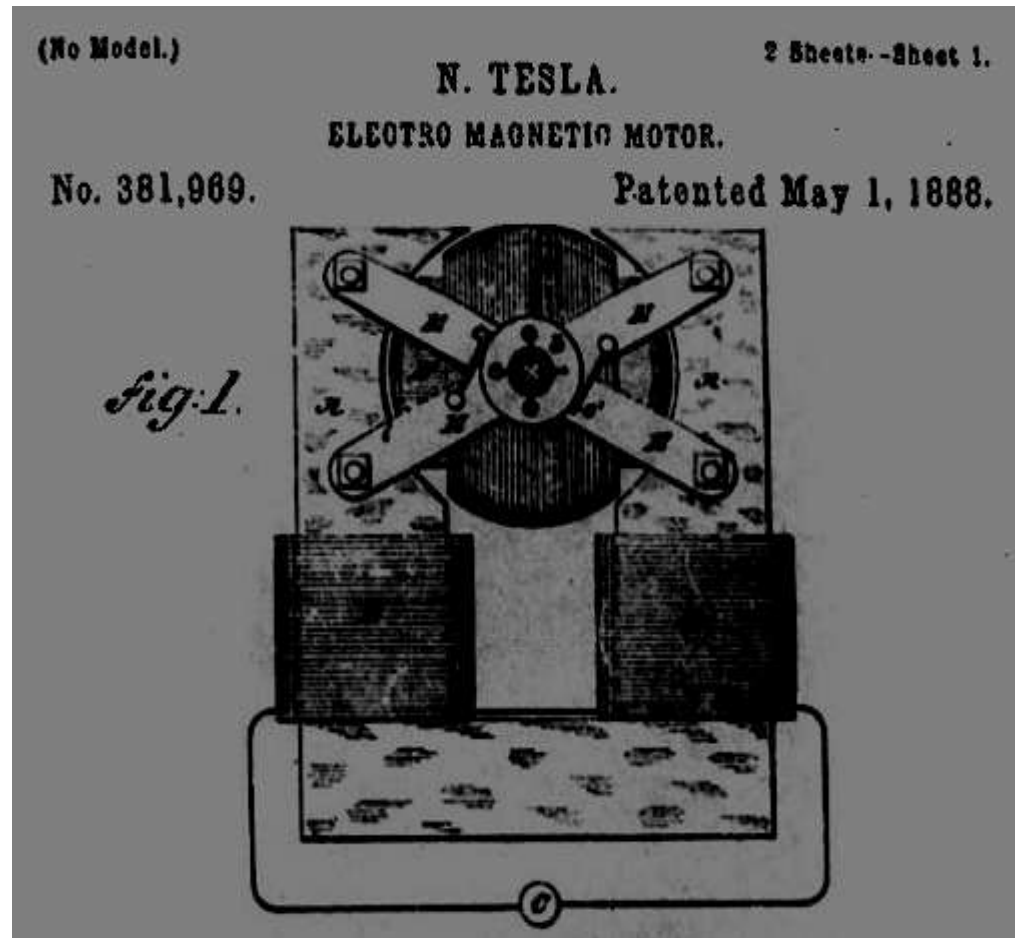 (No Model.)
2 Sheets--Sheet 1.
N. TESLA.
ELECTRO MAGNETIC MOTOR.
No. 381,969.
Patented May 1, 1888.
Fig. 1.
H
H
H
H
C